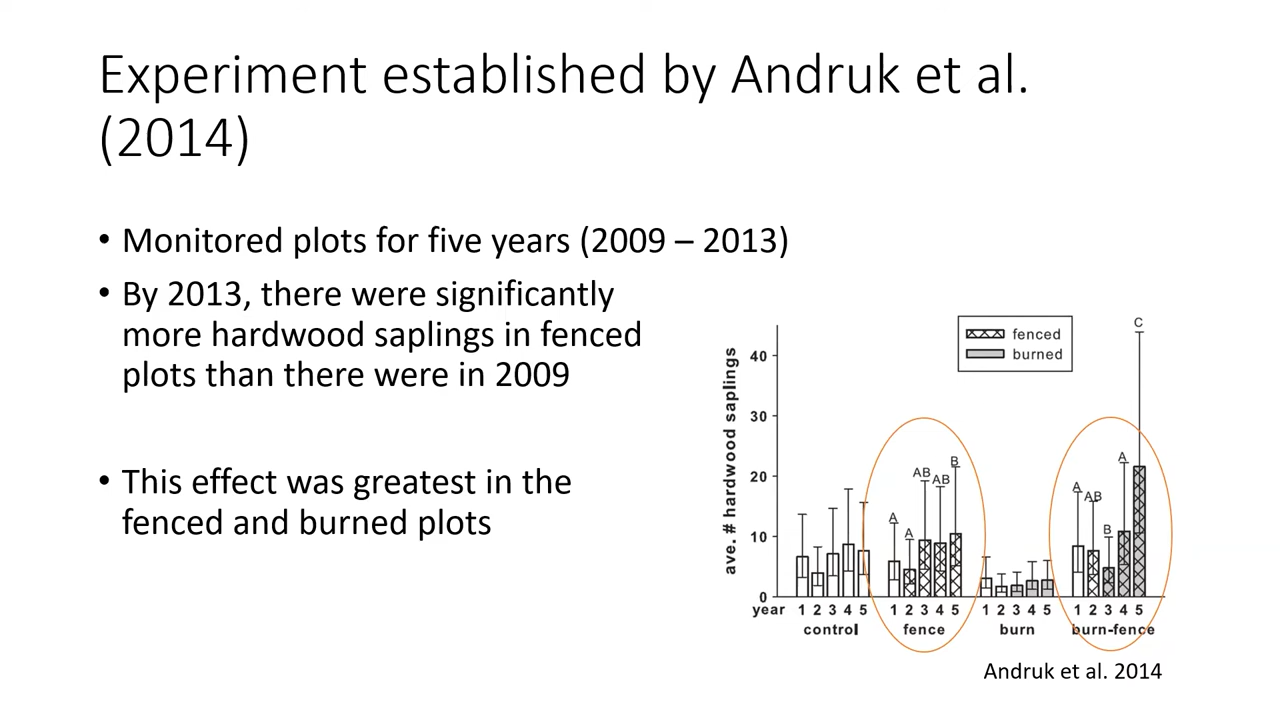 Experiment established by Andruk et al.
(2014)
• Monitored plots for five years (2009 – 2013)
• By 2013, there were significantly
more hardwood saplings in fenced
plots than there were in 2009
• This effect was greatest in the
fenced and burned plots
ave. # hardwood saplings
40
30
20
10
0
fenced
burned
A
A
AB
AB
B
A
AB
B
A
C
year 1 2 3 4 5 1 2 3 4 5 1 2 3 4 5 1 2 3 4 5
control fence burn burn-fence
Andruk et al. 2014